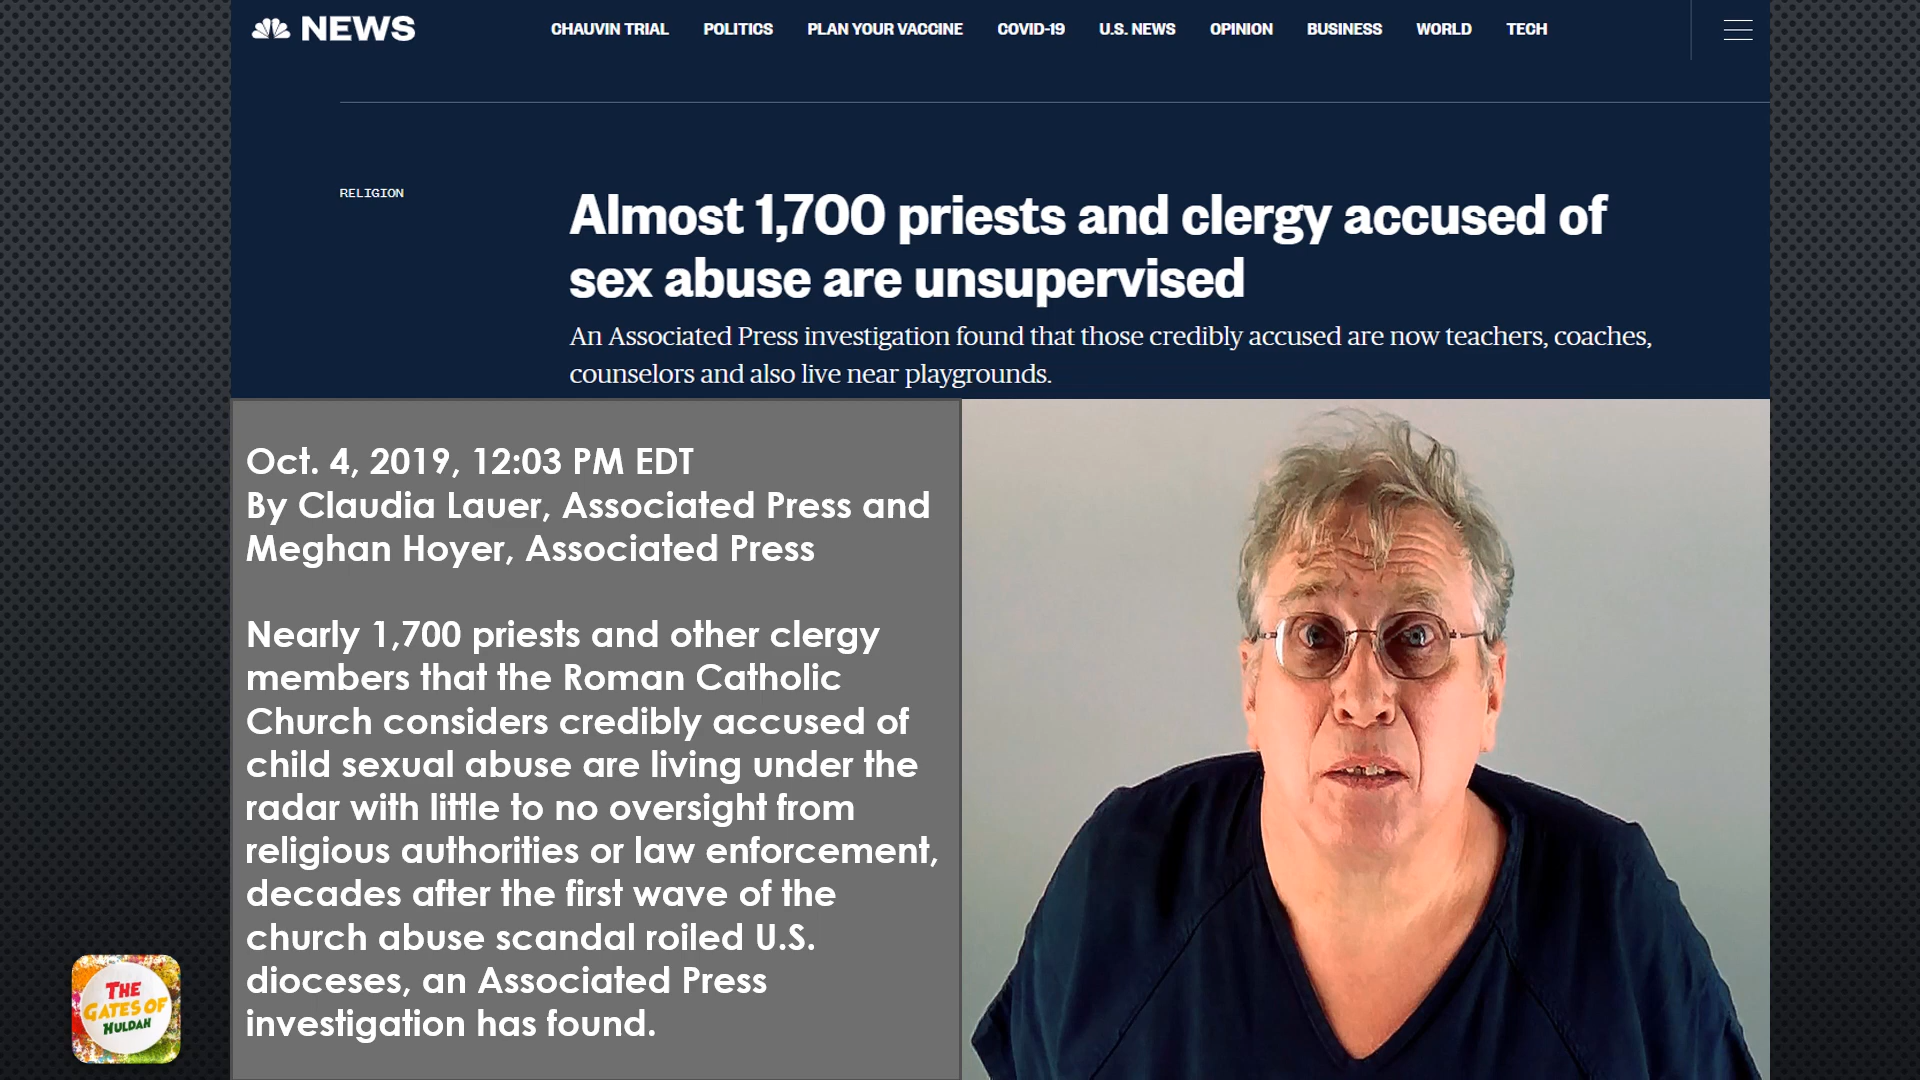 NEWS
CHAUVIN TRIAL POLITICS PLAN YOUR VACCINE COVID-19 U.S. NEWS OPINION BUSINESS WORLD TECH
RELIGION
Almost 1,700 priests and clergy accused of
sex abuse are unsupervised
An Associated Press investigation found that those credibly accused are now teachers, coaches,
counselors and also live near playgrounds.
Oct. 4, 2019, 12:03 PM EDT
By Claudia Lauer, Associated Press and
Meghan Hoyer, Associated Press
Nearly 1,700 priests and other clergy
members that the Roman Catholic
Church considers credibly accused of
child sexual abuse are living under the
radar with little to no oversight from
religious authorities or law enforcement,
decades after the first wave of the
church abuse scandal roiled U.S.
dioceses, an Associated Press
investigation has found.
THE
GATES OF
HULDAH